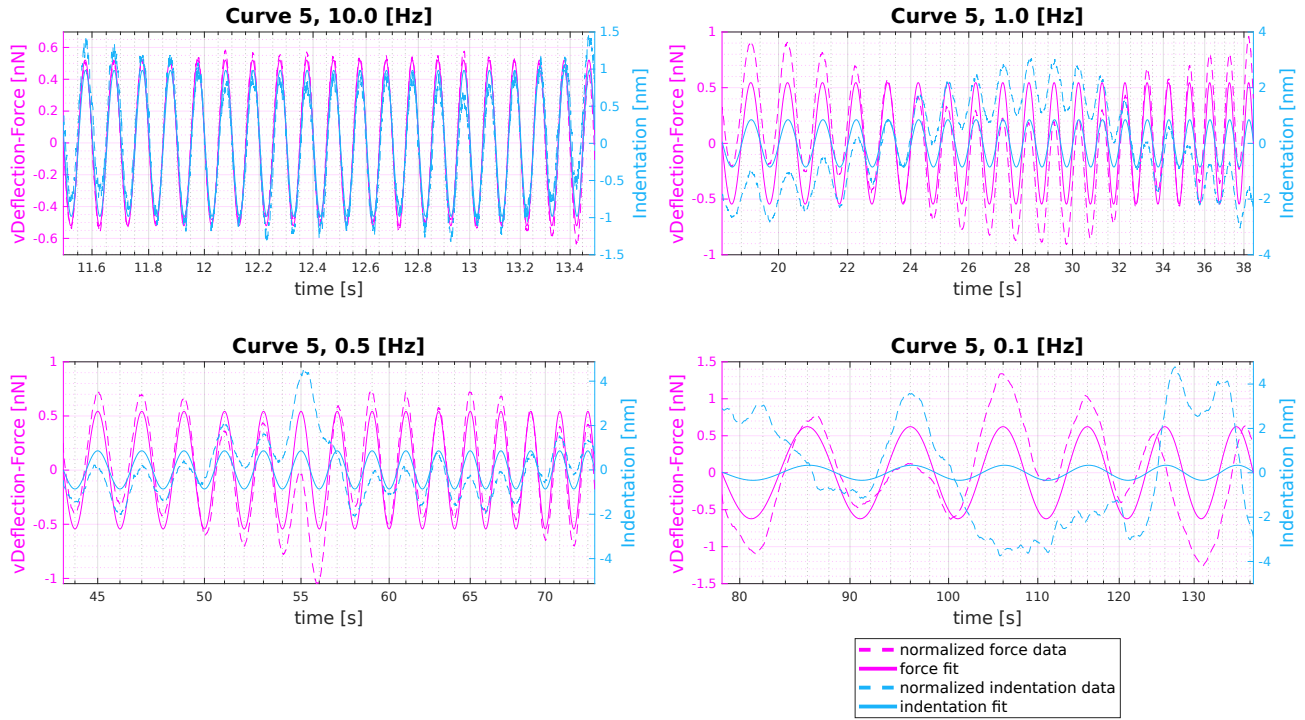 Curve 5, 10.0 [Hz]
vDeflection-Force [nN]
0.6
0.4
0.2
0
-0.2
-0.4
-0.6
1.5
1
0.5
0
-0.5
-1
-1.5
Indentation [nm]
11.6 11.8 12 12.2 12.4 12.6 12.8 13 13.2 13.4
time [s]
Curve 5, 1.0 [Hz]
vDeflection-Force [nN]
1
0.5
0
-0.5
-1
4
2
0
-2
-4
Indentation [nm]
20 22 24 26 28 30 32 34 36 38
time [s]
Curve 5, 0.5 [Hz]
vDeflection-Force [nN]
1
0.5
0
-0.5
-1
4
2
0
-2
-4
Indentation [nm]
45 50 55 60 65 70
time [s]
Curve 5, 0.1 [Hz]
vDeflection-Force [nN]
1.5
1
0.5
0
-0.5
-1
-1.5
4
2
0
-2
-4
Indentation [nm]
80 90 100 110 120 130
time [s]
normalized force data
force fit
normalized indentation data
indentation fit